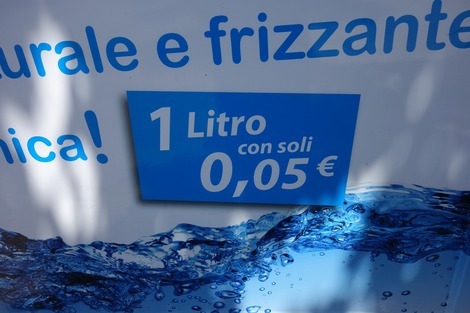 urale e frizzante
nica!
1 Litro
con soli
0,05 €